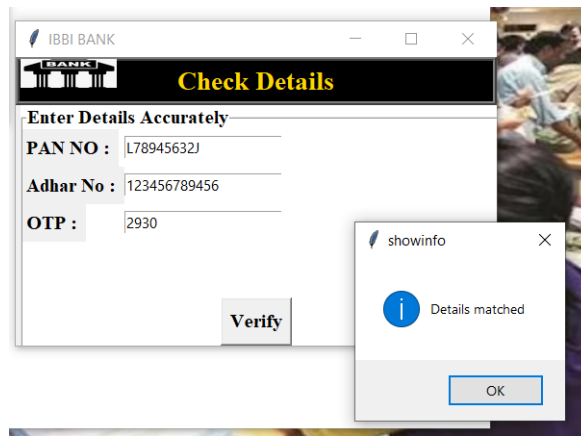 IBBI BANK
BANK
Check Details
Enter Details Accurately
PAN NO : L78945632J
Adhar No : 123456789456
OTP : 2930
Verify
showinfo
Details matched
OK